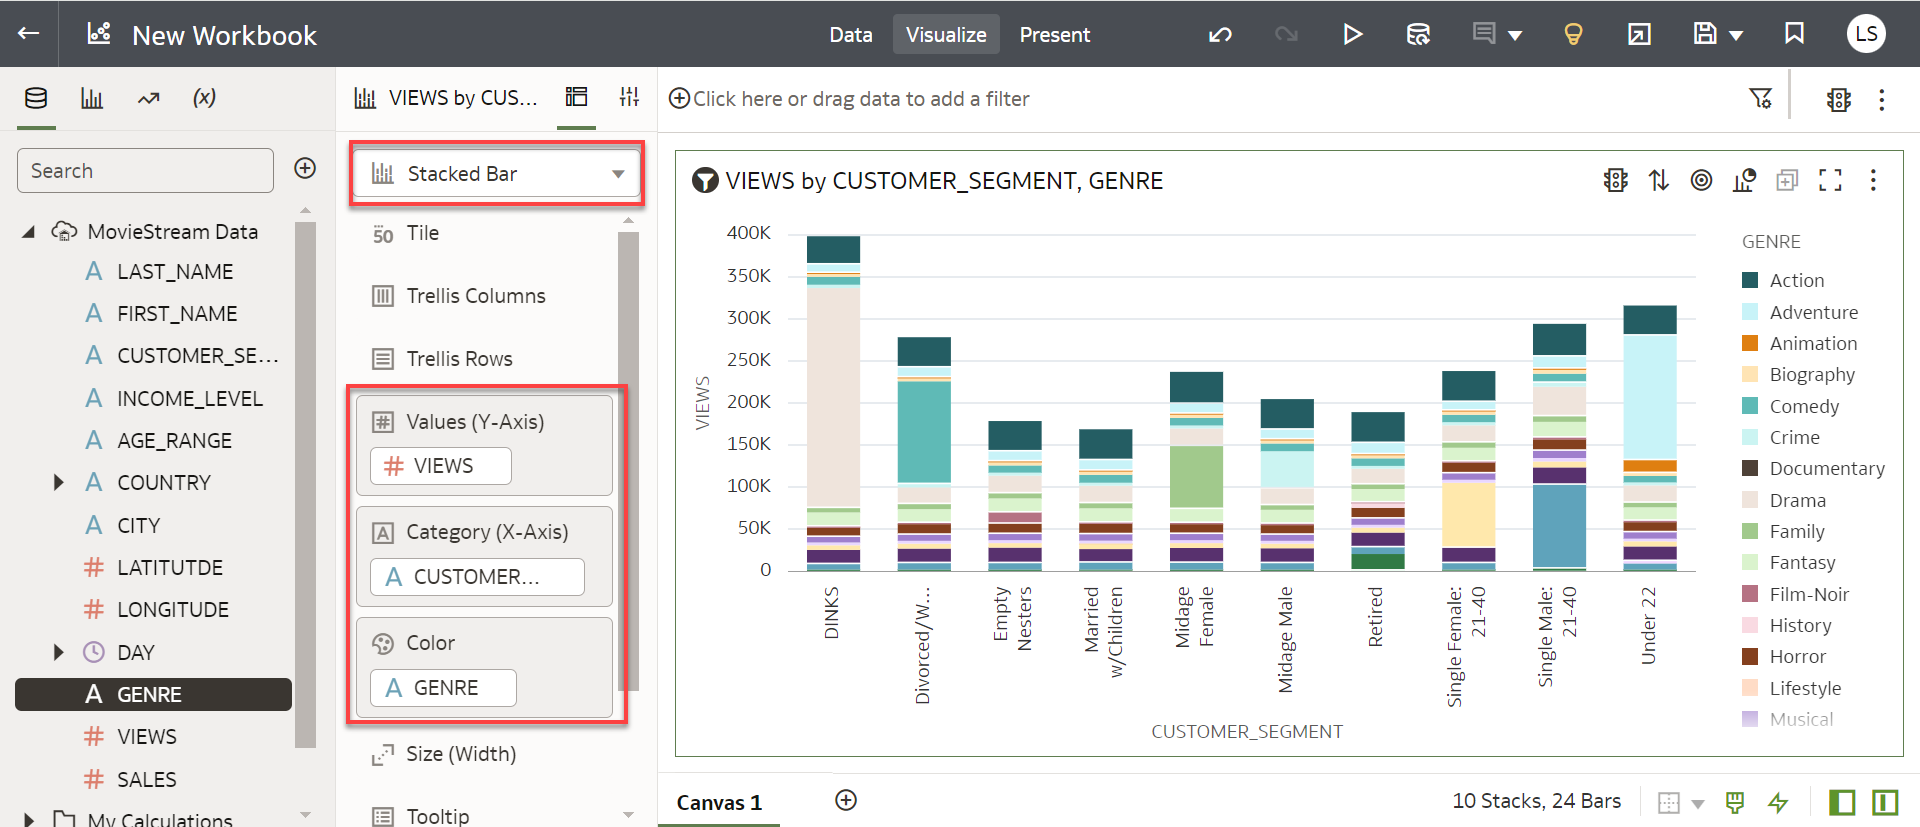 New Workbook
Data
Visualize
Present
LS
(x)
VIEWS by CUS...
Click here or drag data to add a filter
Search
Stacked Bar
VIEWS by CUSTOMER_SEGMENT, GENRE
MovieStream Data
A LAST_NAME
A FIRST_NAME
A CUSTOMER_SE...
A INCOME_LEVEL
A AGE_RANGE
A COUNTRY
A CITY
# LATITUTDE
# LONGITUDE
DAY
A GENRE
# VIEWS
# SALES
My Calculations
50 Tile
Trellis Columns
Trellis Rows
# Values (Y-Axis)
# VIEWS
A Category (X-Axis)
A CUSTOMER...
Color
A GENRE
Size (Width)
Tooltip
VIEWS
400K
350K
300K
250K
200K
150K
100K
50K
0
DINKS
Divorced/W...
Empty
Nesters
Married
w/Children
Midage
Female
Midage Male
Retired
Single Female:
21-40
Single Male:
21-40
Under 22
CUSTOMER_SEGMENT
GENRE
Action
Adventure
Animation
Biography
Comedy
Crime
Documentary
Drama
Family
Fantasy
Film-Noir
History
Horror
Lifestyle
Musical
Canvas 1
10 Stacks, 24 Bars